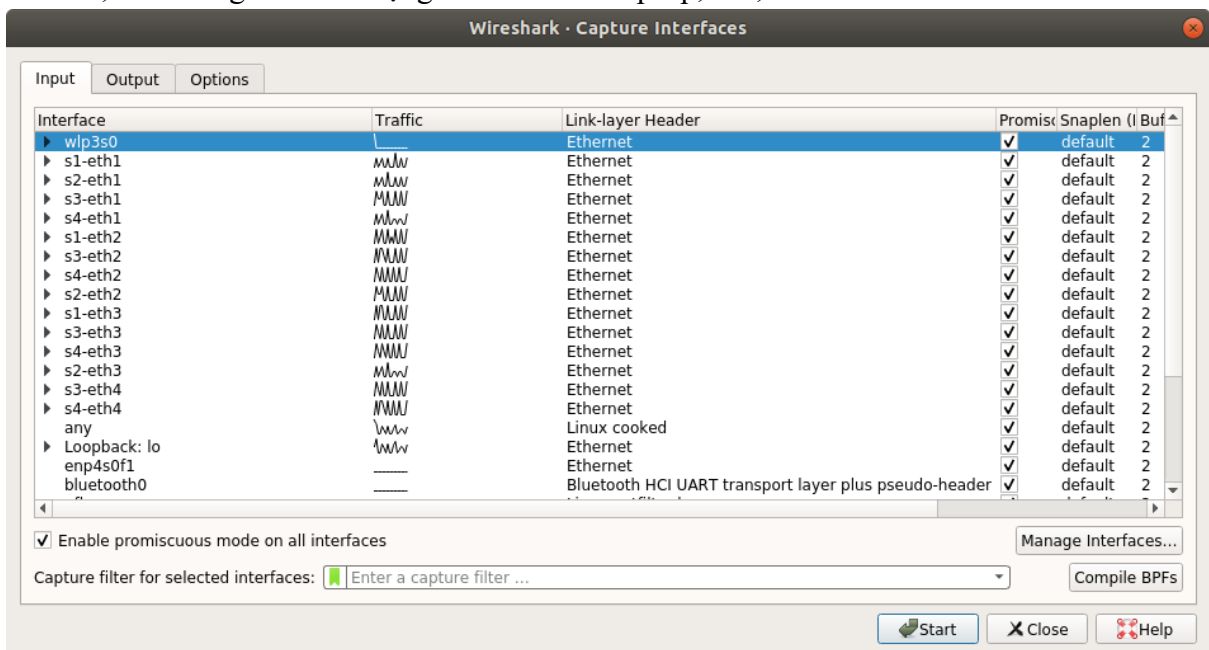 Wireshark · Capture Interfaces
Input Output Options
Interface Traffic Link-layer Header Promisc Snaplen (l Buf
wlp3s0 Ethernet default 2
s1-eth1 Ethernet default 2
s2-eth1 Ethernet default 2
s3-eth1 Ethernet default 2
s4-eth1 Ethernet default 2
s1-eth2 Ethernet default 2
s3-eth2 Ethernet default 2
s4-eth2 Ethernet default 2
s2-eth2 Ethernet default 2
s1-eth3 Ethernet default 2
s3-eth3 Ethernet default 2
s4-eth3 Ethernet default 2
s2-eth3 Ethernet default 2
s3-eth4 Ethernet default 2
s4-eth4 Ethernet default 2
any Linux cooked default 2
Loopback: lo Ethernet default 2
enp4s0f1 Ethernet default 2
bluetooth0 Bluetooth HCI UART transport layer plus pseudo-header default 2
Enable promiscuous mode on all interfaces Manage Interfaces...
Capture filter for selected interfaces: Enter a capture filter ... Compile BPFs
Start Close Help